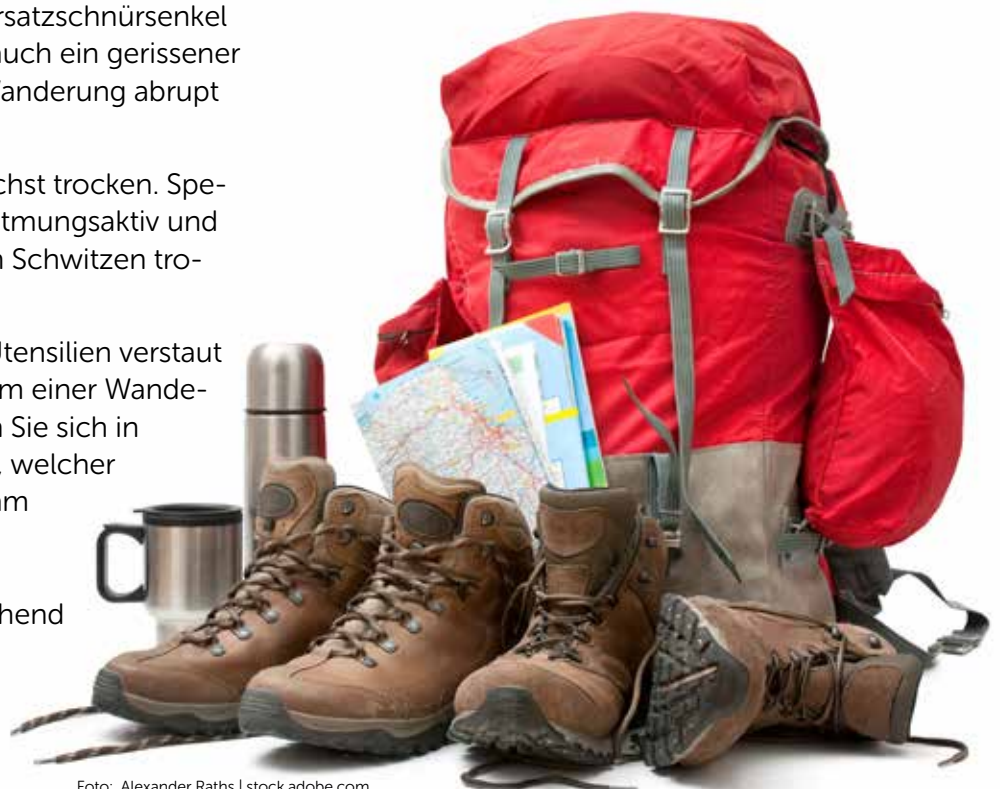 rsatzschnürsenkel
auch ein gerissener
anderung abrupt
chst trocken. Spe-
tmungsaktiv und
n Schwitzen tro-
Utensilien verstaut
m einer Wande-
n Sie sich in
welcher
am
hend
Foto: Alexander Raths | stock.adobe.com